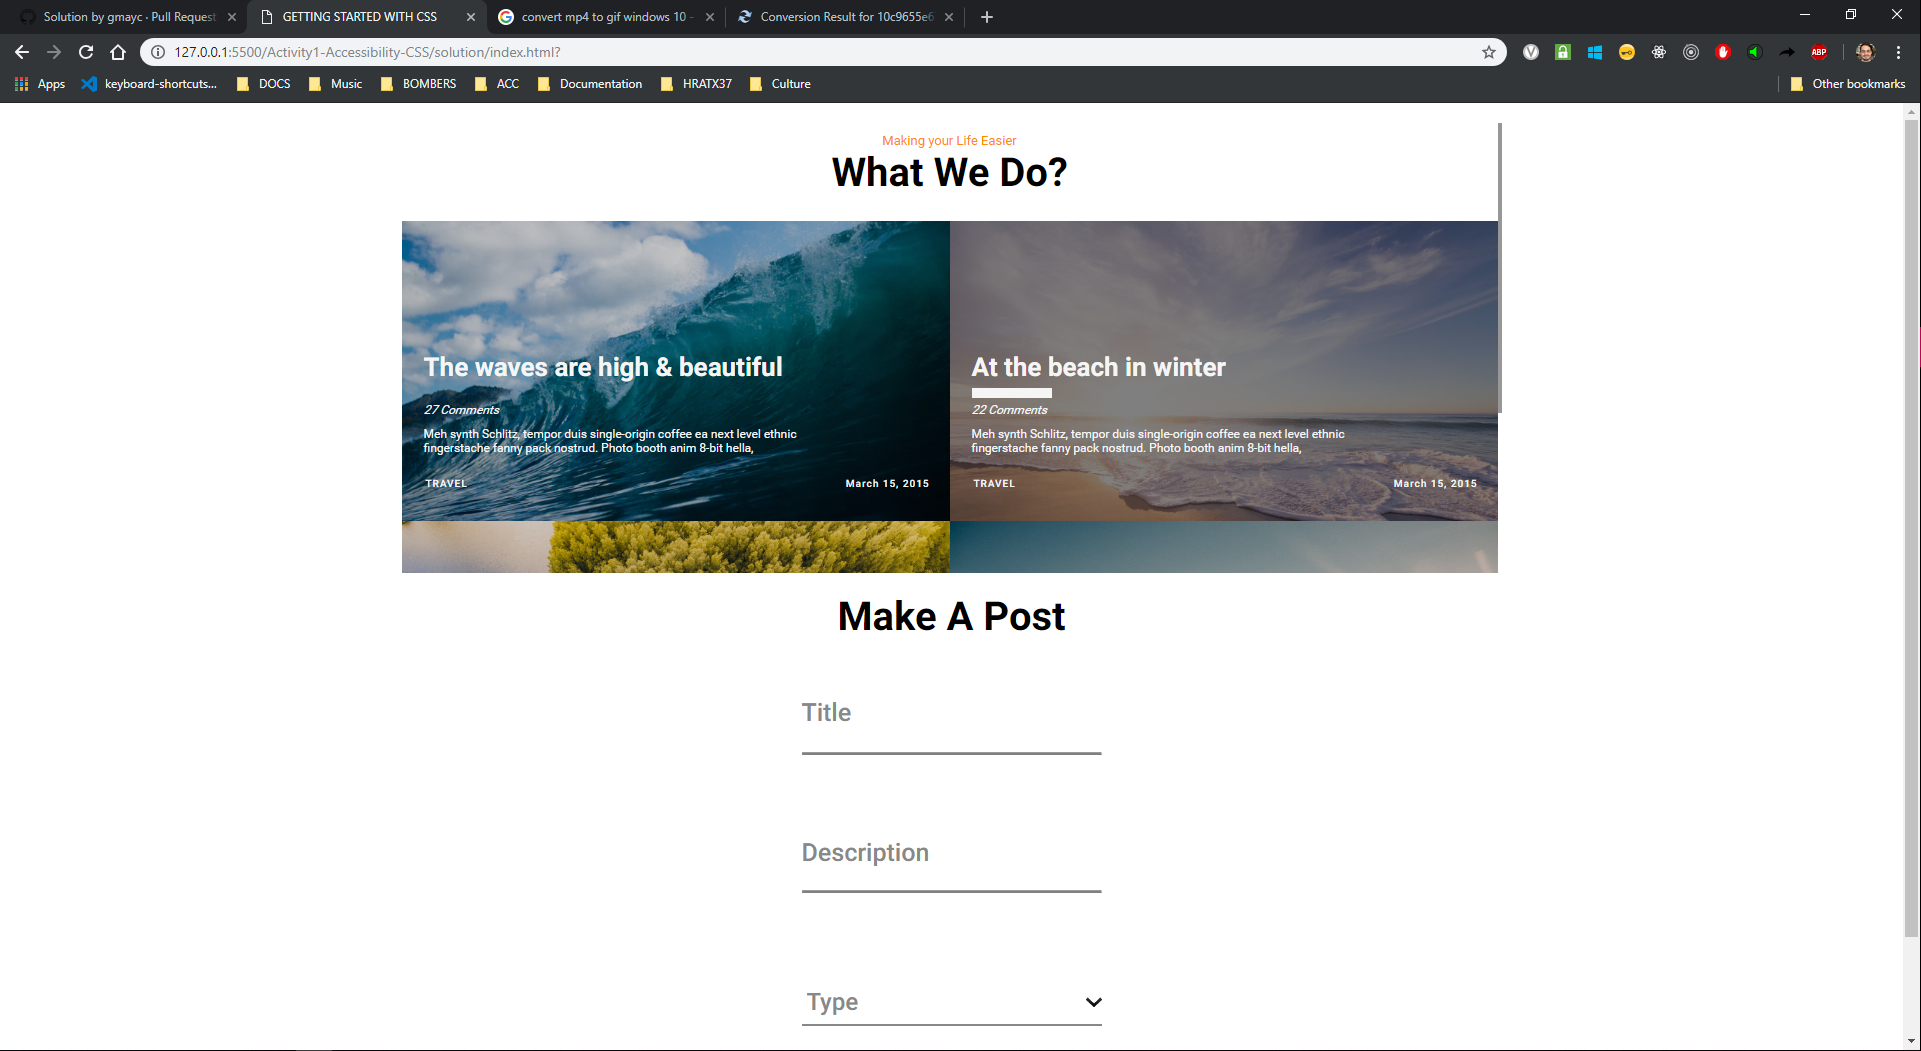 Solution by gmayc · Pull Request
GETTING STARTED WITH CSS
convert mp4 to gif windows 10 -
Conversion Result for 10c9655e6
127.0.0.1:5500/Activity1-Accessibility-CSS/solution/index.html?
ABP
Apps
keyboard-shortcuts...
DOCS
Music
BOMBERS
ACC
Documentation
HRATX37
Culture
Other bookmarks
Making your Life Easier
What We Do?
The waves are high & beautiful
27 Comments
Meh synth Schlitz, tempor duis single-origin coffee ea next level ethnic
fingerstache fanny pack nostrud. Photo booth anim 8-bit hella,
TRAVEL
March 15, 2015
At the beach in winter
22 Comments
Meh synth Schlitz, tempor duis single-origin coffee ea next level ethnic
fingerstache fanny pack nostrud. Photo booth anim 8-bit hella,
TRAVEL
March 15, 2015
Make A Post
Title
Description
Type